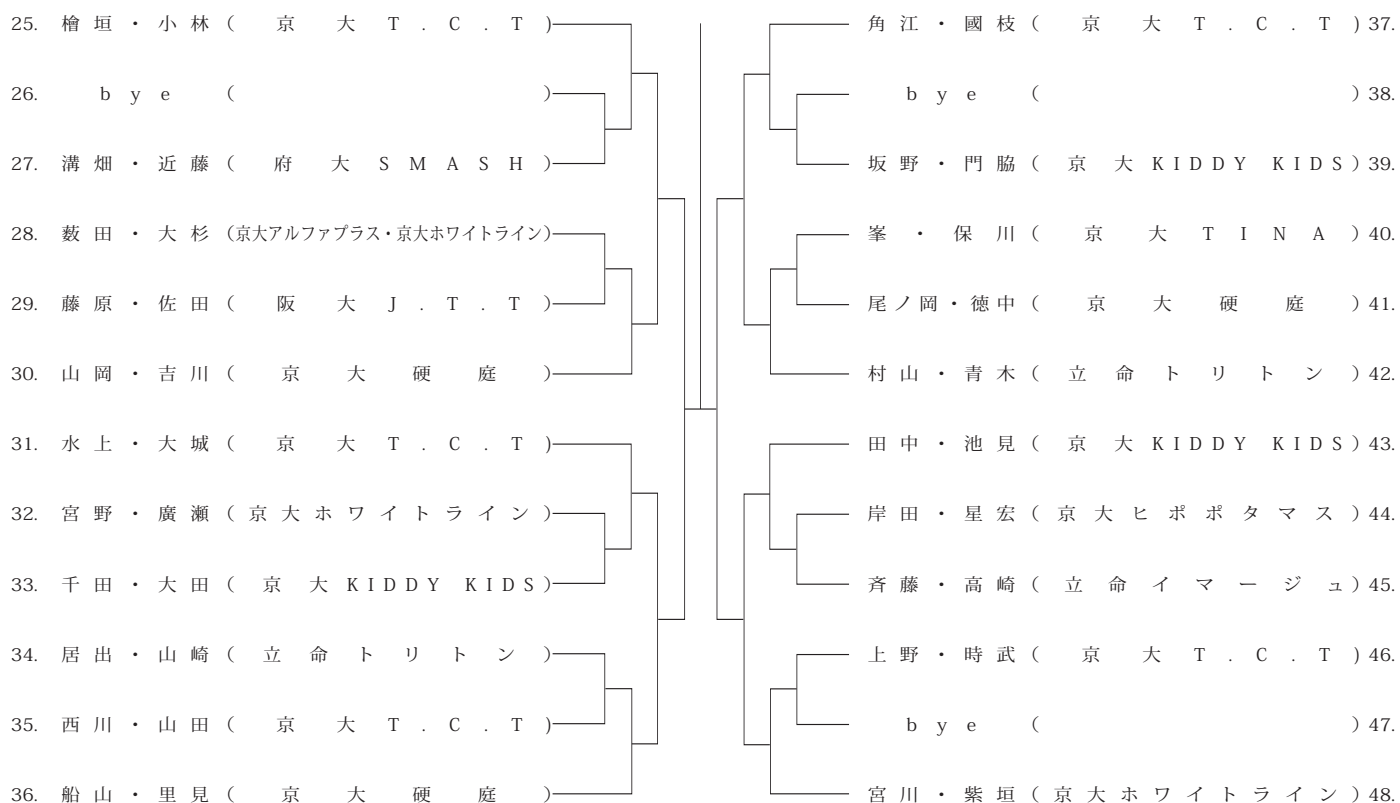 25. 檜垣・小林(京大T.C.T)
26. bye ( )
27. 溝畑・近藤(府大SMASH)
28. 薮田・大杉(京大アルファプラス・京大ホワイトライン)
29. 藤原・佐田(阪大J.T.T)
30. 山岡・吉川(京大硬庭)
31. 水上・大城(京大T.C.T)
32. 宮野・廣瀬(京大ホワイトライン)
33. 千田・大田(京大KIDDY KIDS)
34. 居出・山崎(立命トリトン)
35. 西川・山田(京大T.C.T)
36. 船山・里見(京大硬庭)
角江・國枝(京大T.C.T)37.
bye ( )38.
坂野・門脇(京大KIDDY KIDS)39.
峯・保川(京大TINA)40.
尾ノ岡・徳中(京大硬庭)41.
村山・青木(立命トリトン)42.
田中・池見(京大KIDDY KIDS)43.
岸田・星宏(京大ヒポポタマス)44.
斉藤・高崎(立命イマージュ)45.
上野・時武(京大T.C.T)46.
bye ( )47.
宮川・紫垣(京大ホワイトライン)48.